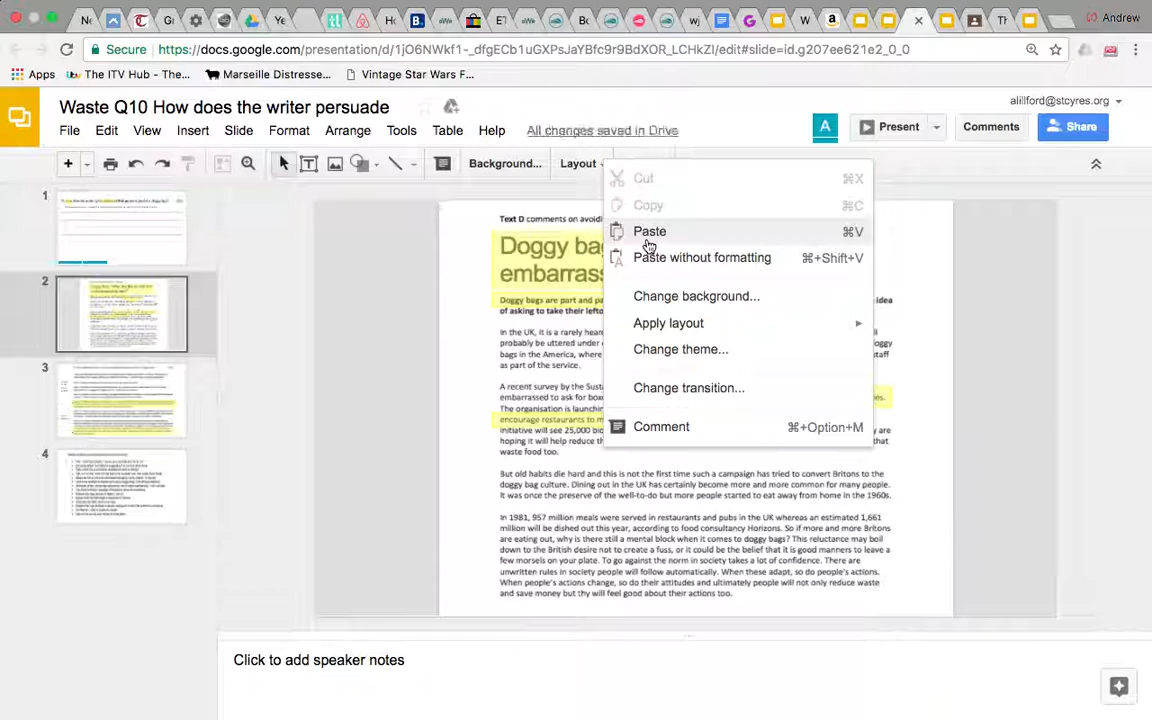 Andrew
Secure https://docs.google.com/presentation/d/1jO6NWkf1-_dfgECb1uGXPsJaYBfc9r9BdXOR_LCHkZI/edit#slide=id.g207ee621e2_0_0
Apps The ITV Hub - The... Marseille Distresse... Vintage Star Wars F...
Waste Q10 How does the writer persuade
alillford@stcyres.org
File Edit View Insert Slide Format Arrange Tools Table Help All changes saved in Drive
A Present Comments Share
Background... Layout
Cut ⌘X
Copy ⌘C
Paste ⌘V
Paste without formatting ⌘+Shift+V
Change background...
Apply layout
Change theme...
Change transition...
Comment ⌘+Option+M
1
2
3
4
Text D comments on avoidi
Doggy ba
embarrass
Doggy bags are part and pa idea
of asking to take their lefto
In the UK, it is a rarely hear
probably be uttered under
bags in the America, where staff
as part of the service.
A recent survey by the Susta
embarrassed to ask for box
The organisation is launchin
encourage restaurants to m
initiative will see 25,000 bio are
hoping it will help reduce th that
waste food too.
But old habits die hard and this is not the first time such a campaign has tried to convert Britons to the
doggy bag culture. Dining out in the UK has certainly become more and more common for many people.
It was once the preserve of the well-to-do but more people started to eat away from home in the 1960s.
In 1981, 957 million meals were served in restaurants and pubs in the UK whereas an estimated 1,661
million will be dished out this year, according to food consultancy Horizons. So if more and more Britons
are eating out, why is there still a mental block when it comes to doggy bags? This reluctance may boil
down to the British desire not to create a fuss, or it could be the belief that it is good manners to leave a
few morsels on your plate. To go against the norm in society takes a lot of confidence. There are
unwritten rules in society people will follow automatically. When these adapt, so do people's actions.
When people's actions change, so do their attitudes and ultimately people will not only reduce waste
and save money but thy will feel good about their actions too.
Click to add speaker notes